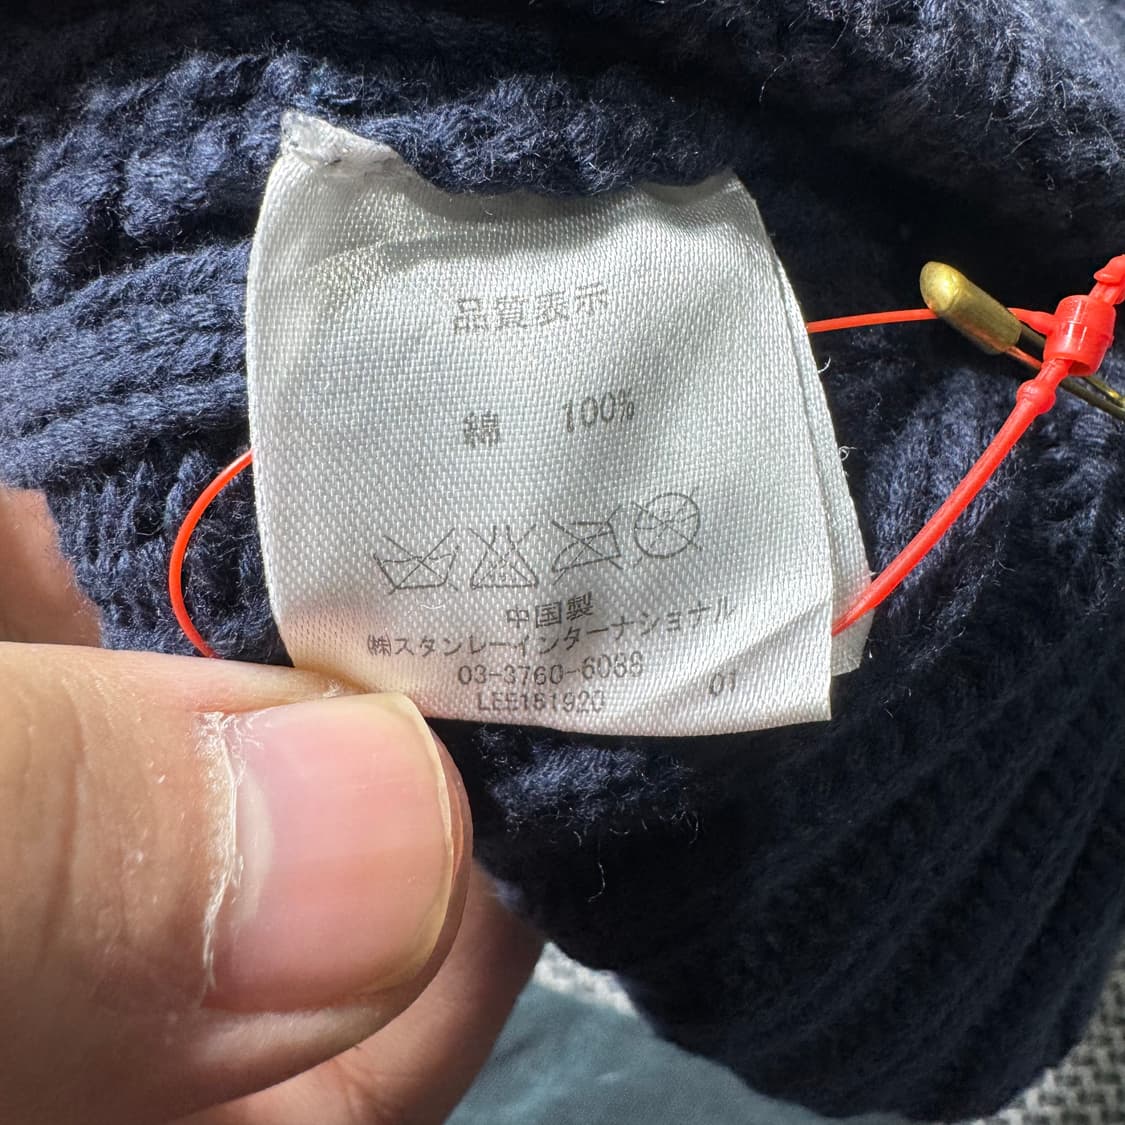 品質表示
綿 100%
中国製
㈱スタンレーインターナショナル
03-3760-6088
LEE181920 01